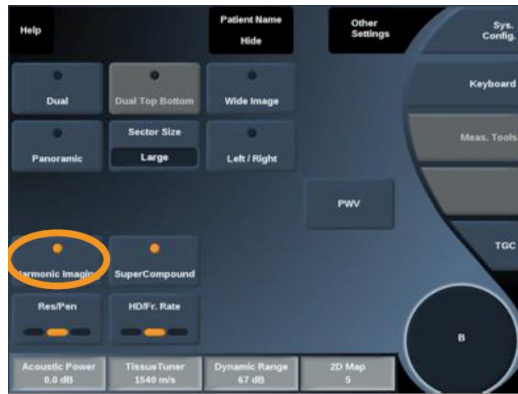 Help
Patient Name
Hide
Other
Settings
Sys.
Config.
Dual
Dual Top Bottom
Wide Image
Keyboard
Panoramic
Sector Size
Large
Left / Right
Meas. Tools
PWV
Harmonic Imaging
SuperCompound
TGC
Res/Pen
HD/Fr. Rate
B
Acoustic Power
0.0 dB
TissueTuner
1540 m/s
Dynamic Range
67 dB
2D Map
5